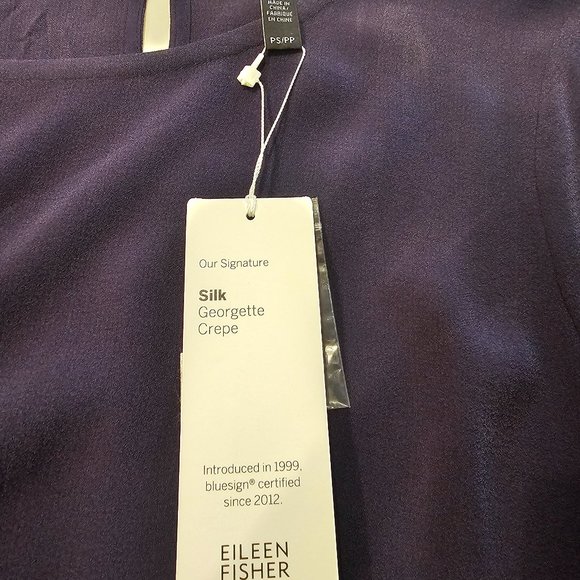 MADE IN
CHINA /
FABRIQUÉ
EN CHINE
PS/PP
Our Signature
Silk
Georgette
Crepe
Introduced in 1999,
bluesign® certified
since 2012.
EILEEN
FISHER